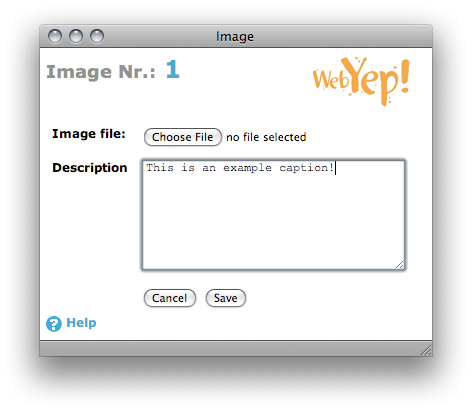 Image
Image Nr.: 1
WebYep!
Image file: Choose File no file selected
Description This is an example caption!
Cancel Save
? Help